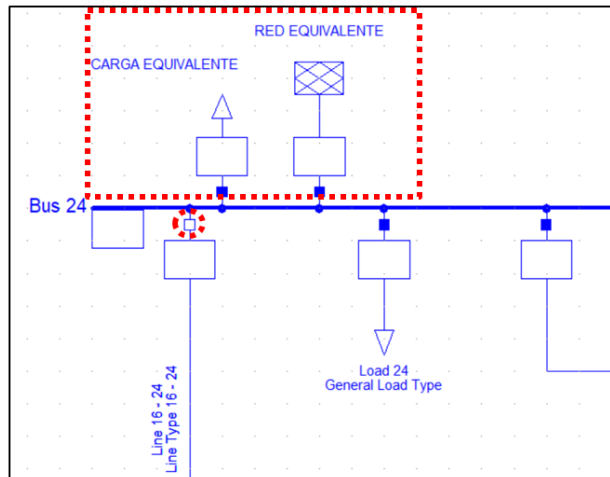 RED EQUIVALENTE
CARGA EQUIVALENTE
Bus 24
Line 16 - 24
Line Type 16 - 24
Load 24
General Load Type